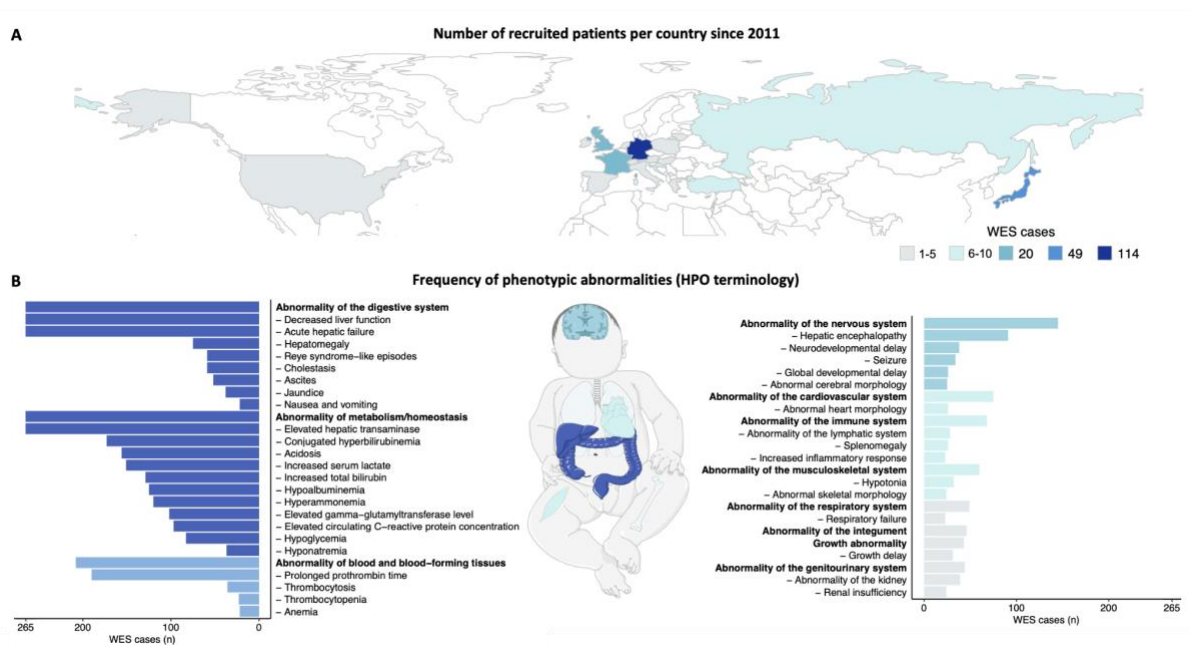 A
Number of recruited patients per country since 2011
WES cases
1-5
6-10
20
49
114
B
Frequency of phenotypic abnormalities (HPO terminology)
Abnormality of the digestive system
– Decreased liver function
– Acute hepatic failure
– Hepatomegaly
– Reye syndrome–like episodes
– Cholestasis
– Ascites
– Jaundice
– Nausea and vomiting
Abnormality of metabolism/homeostasis
– Elevated hepatic transaminase
– Conjugated hyperbilirubinemia
– Acidosis
– Increased serum lactate
– Increased total bilirubin
– Hypoalbuminemia
– Hyperammonemia
– Elevated gamma–glutamyltransferase level
– Elevated circulating C–reactive protein concentration
– Hypoglycemia
– Hyponatremia
Abnormality of blood and blood–forming tissues
– Prolonged prothrombin time
– Thrombocytosis
– Thrombocytopenia
– Anemia
265
200
100
0
WES cases (n)
Abnormality of the nervous system
– Hepatic encephalopathy
– Neurodevelopmental delay
– Seizure
– Global developmental delay
– Abnormal cerebral morphology
Abnormality of the cardiovascular system
– Abnormal heart morphology
Abnormality of the immune system
– Abnormality of the lymphatic system
– Splenomegaly
– Increased inflammatory response
Abnormality of the musculoskeletal system
– Hypotonia
– Abnormal skeletal morphology
Abnormality of the respiratory system
– Respiratory failure
Abnormality of the integument
Growth abnormality
– Growth delay
Abnormality of the genitourinary system
– Abnormality of the kidney
– Renal insufficiency
0
100
200
265
WES cases (n)